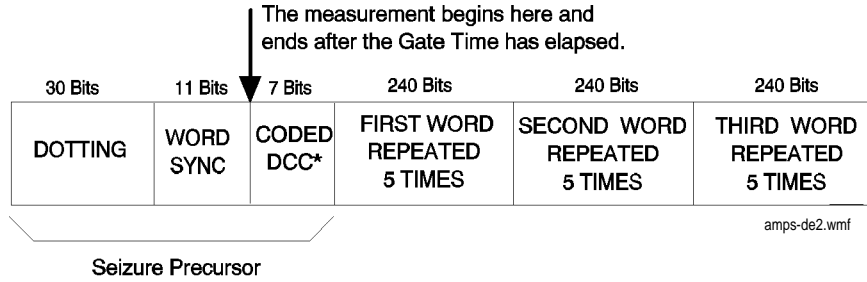 The measurement begins here and
ends after the Gate Time has elapsed.
30 Bits 11 Bits 7 Bits 240 Bits 240 Bits 240 Bits
DOTTING
WORD
SYNC
CODED
DCC*
FIRST WORD
REPEATED
5 TIMES
SECOND WORD
REPEATED
5 TIMES
THIRD WORD
REPEATED
5 TIMES
amps-de2.wmf
Seizure Precursor